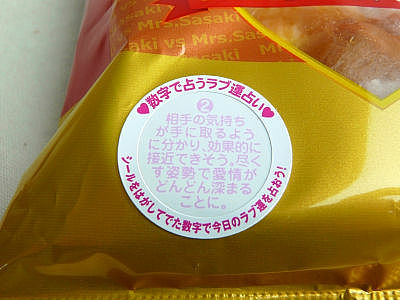 Mrs.Sasaki
vs Mrs.Sasaki
♥数字で占うラブ運占い♥
②
相手の気持ち
が手に取るよう
に分かり、効果的に
接近できそう。尽く
す姿勢で愛情が
どんどん深まる
ことに。
シールをはがしてでた数字で今日のラブ運を占おう!